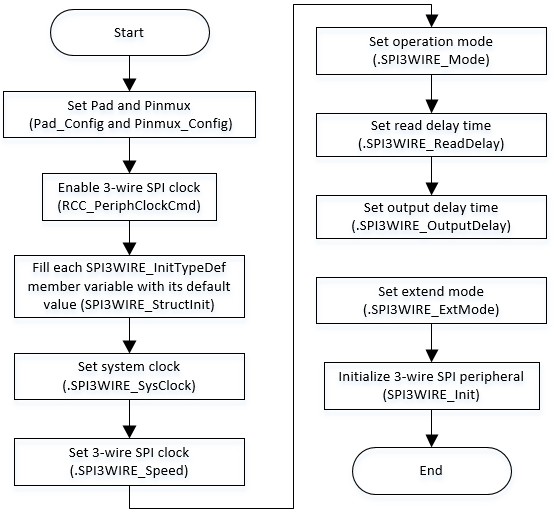 Start
Set Pad and Pinmux
(Pad_Config and Pinmux_Config)
Enable 3-wire SPI clock
(RCC_PeriphClockCmd)
Fill each SPI3WIRE_InitTypeDef
member variable with its default
value (SPI3WIRE_StructInit)
Set system clock
(.SPI3WIRE_SysClock)
Set 3-wire SPI clock
(.SPI3WIRE_Speed)
Set operation mode
(.SPI3WIRE_Mode)
Set read delay time
(.SPI3WIRE_ReadDelay)
Set output delay time
(.SPI3WIRE_OutputDelay)
Set extend mode
(.SPI3WIRE_ExtMode)
Initialize 3-wire SPI peripheral
(SPI3WIRE_Init)
End